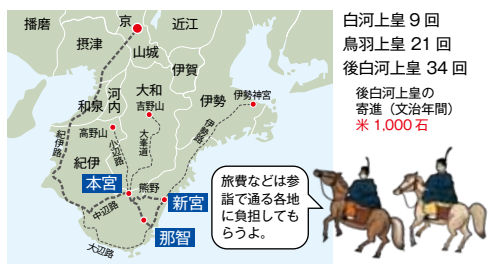 播磨
摂津
京
近江
山城
伊賀
河内
和泉
大和
吉野山
伊勢
伊勢神宮
伊勢路
紀伊路
高野山
小辺路
大峯道
紀伊
本宮
熊野
新宮
中辺路
那智
大辺路
白河上皇 9 回
鳥羽上皇 21 回
後白河上皇 34 回
後白河上皇の
寄進（文治年間）
米 1,000 石
旅費などは参
詣で通る各地
に負担しても
らうよ。